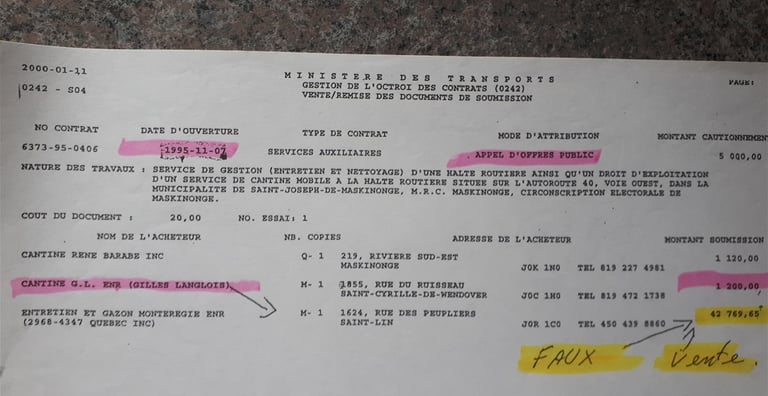 2000-01-11
MINISTERE DES TRANSPORTS
PAGE:
0242 - S04
GESTION DE L'OCTROI DES CONTRATS (0242)
VENTE/REMISE DES DOCUMENTS DE SOUMISSION
NO CONTRAT DATE D'OUVERTURE TYPE DE CONTRAT MODE D'ATTRIBUTION MONTANT CAUTIONNEMEN
6373-95-0406 1995-11-07 SERVICES AUXILIAIRES APPEL D'OFFRES PUBLIC 5 000,00
NATURE DES TRAVAUX : SERVICE DE GESTION (ENTRETIEN ET NETTOYAGE) D'UNE HALTE ROUTIERE AINSI QU'UN DROIT D'EXPLOITATION
D'UN SERVICE DE CANTINE MOBILE A LA HALTE ROUTIERE SITUEE SUR L'AUTOROUTE 40, VOIE OUEST, DANS LA
MUNICIPALITE DE SAINT-JOSEPH-DE-MASKINONGE, M.R.C. MASKINONGE, CIRCONSCRIPTION ELECTORALE DE
MASKINONGE.
COUT DU DOCUMENT : 20,00 NO. ESSAI: 1
NOM DE L'ACHETEUR NB. COPIES ADRESSE DE L'ACHETEUR MONTANT SOUMISSION
CANTINE RENE BARABE INC Q- 1 219, RIVIERE SUD-EST 1 120,00
MASKINONGE J0K 1N0 TEL 819 227 4981
CANTINE G.L. ENR (GILLES LANGLOIS) M- 1 1855, RUE DU RUISSEAU 1 200,00
SAINT-CYRILLE-DE-WENDOVER J0C 1H0 TEL 819 472 1738
ENTRETIEN ET GAZON MONTEREGIE ENR M- 1 1624, RUE DES PEUPLIERS 42 769,65
(2968-4347 QUEBEC INC) SAINT-LIN J0R 1C0 TEL 450 439 8860
FAUX Vente.